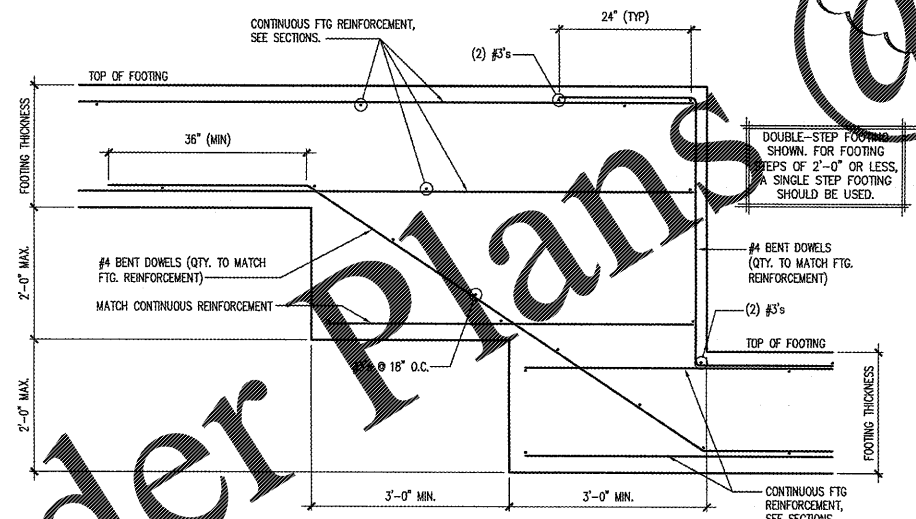 CONTINUOUS FTG REINFORCEMENT,
SEE SECTIONS.
24" (TYP)
(2) #3's
TOP OF FOOTING
FOOTING THICKNESS
36" (MIN)
DOUBLE-STEP FOOTING
SHOWN. FOR FOOTING
STEPS OF 2'-0" OR LESS,
A SINGLE STEP FOOTING
SHOULD BE USED.
#4 BENT DOWELS (QTY. TO MATCH
FTG. REINFORCEMENT)
MATCH CONTINUOUS REINFORCEMENT
2'-0" MAX.
#4 BENT DOWELS
(QTY. TO MATCH FTG.
REINFORCEMENT)
(2) #3's
TOP OF FOOTING
#3's @ 18" O.C.
2'-0" MAX.
FOOTING THICKNESS
3'-0" MIN.
3'-0" MIN.
CONTINUOUS FTG
REINFORCEMENT,
SEE SECTIONS
der Plans @